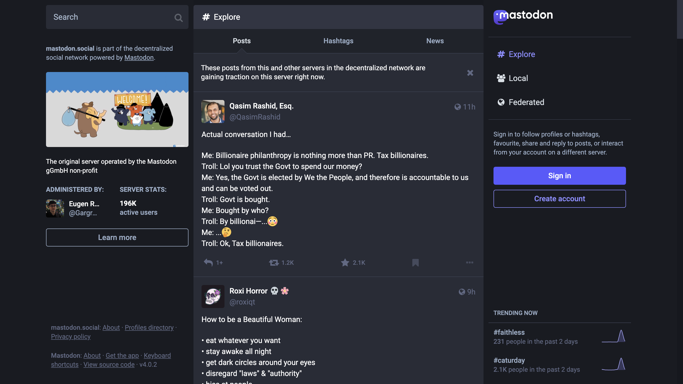 Search
mastodon.social is part of the decentralized
social network powered by Mastodon.
WELCOME!
The original server operated by the Mastodon
gGmbH non-profit
ADMINISTERED BY:
Eugen R...
@Gargr...
SERVER STATS:
196K
active users
Learn more
mastodon.social: About · Profiles directory ·
Privacy policy
Mastodon: About · Get the app · Keyboard
shortcuts · View source code · v4.0.2
# Explore
Posts
Hashtags
News
These posts from this and other servers in the decentralized network are
gaining traction on this server right now.
Qasim Rashid, Esq.
@QasimRashid
11h
Actual conversation I had...
Me: Billionaire philanthropy is nothing more than PR. Tax billionaires.
Troll: Lol you trust the Govt to spend our money?
Me: Yes, the Govt is elected by We the People, and therefore is accountable to us
and can be voted out.
Troll: Govt is bought.
Me: Bought by who?
Troll: By billionai—...😳
Me: ...🤔
Troll: Ok, Tax billionaires.
1+
1.2K
2.1K
Roxi Horror 💀 🌸
@roxiqt
9h
How to be a Beautiful Woman:
• eat whatever you want
• stay awake all night
• get dark circles around your eyes
• disregard "laws" & "authority"
mastodon
# Explore
Local
Federated
Sign in to follow profiles or hashtags,
favourite, share and reply to posts, or interact
from your account on a different server.
Sign in
Create account
TRENDING NOW
#faithless
231 people in the past 2 days
#caturday
2.1K people in the past 2 days